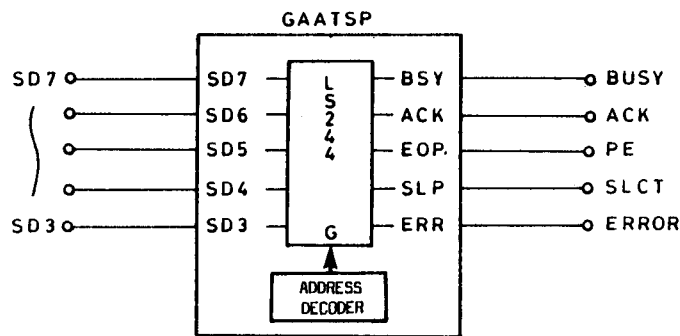 GAATSP
SD7 SD7 LS244 BSY BUSY
SD6 ACK ACK
SD5 EOP. PE
SD4 SLP SLCT
SD3 SD3 G ERR ERROR
ADDRESS
DECODER